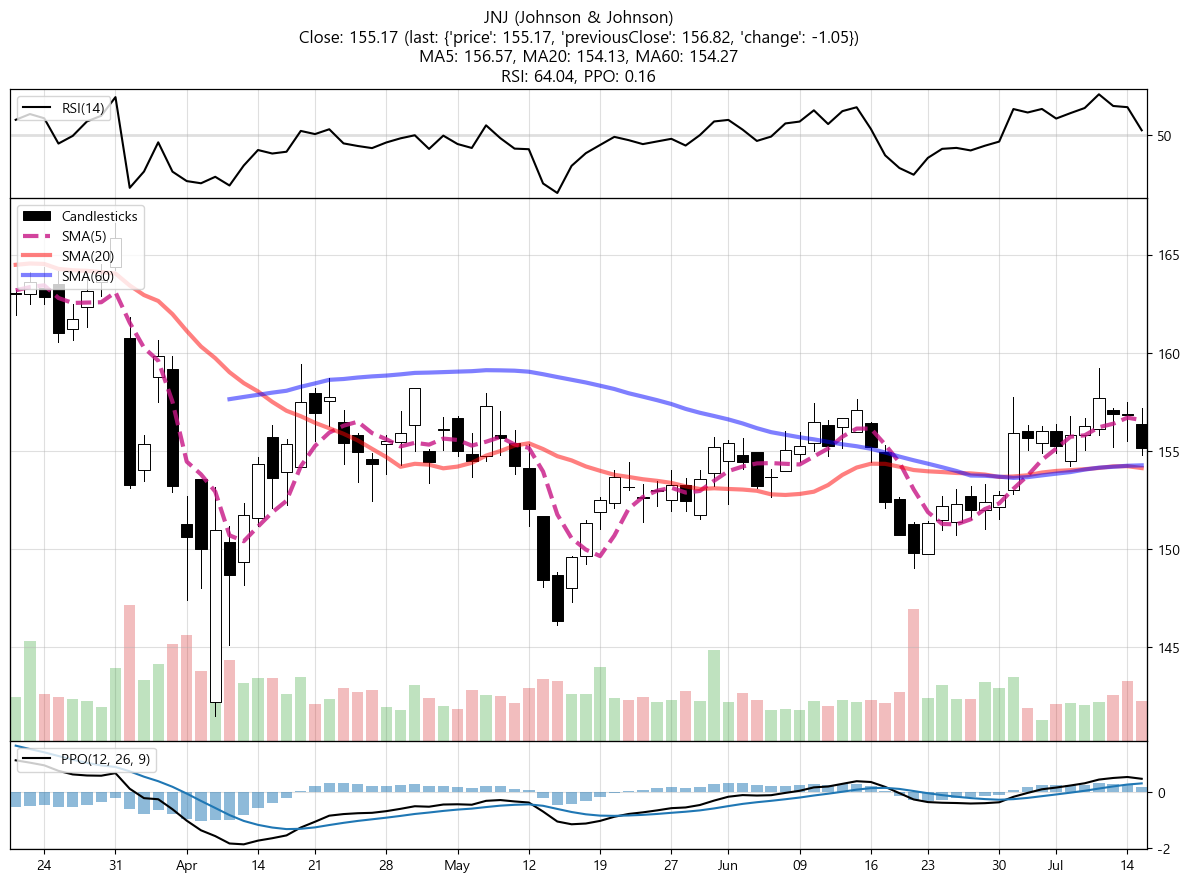 JNJ (Johnson & Johnson)
Close: 155.17 (last: {'price': 155.17, 'previousClose': 156.82, 'change': -1.05})
MA5: 156.57, MA20: 154.13, MA60: 154.27
RSI: 64.04, PPO: 0.16
RSI(14)
50
Candlesticks
SMA(5)
SMA(20)
SMA(60)
165
160
155
150
145
PPO(12, 26, 9)
0
-2
24 31 Apr 14 21 28 May 12 19 27 Jun 09 16 23 30 Jul 14